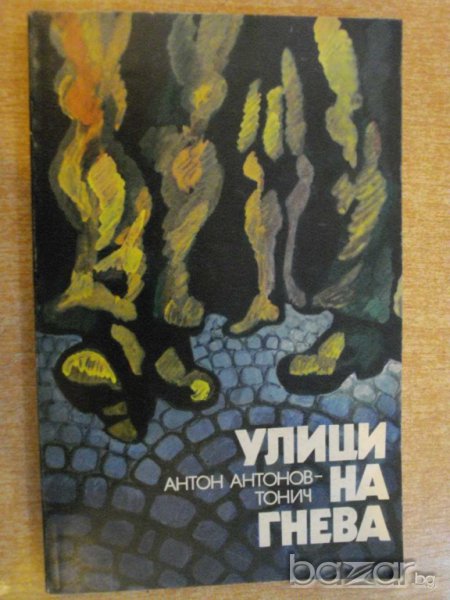 УЛИЦИ
НА
ГНЕВА
АНТОН АНТОНОВ-
ТОНИЧ
bazar.bg